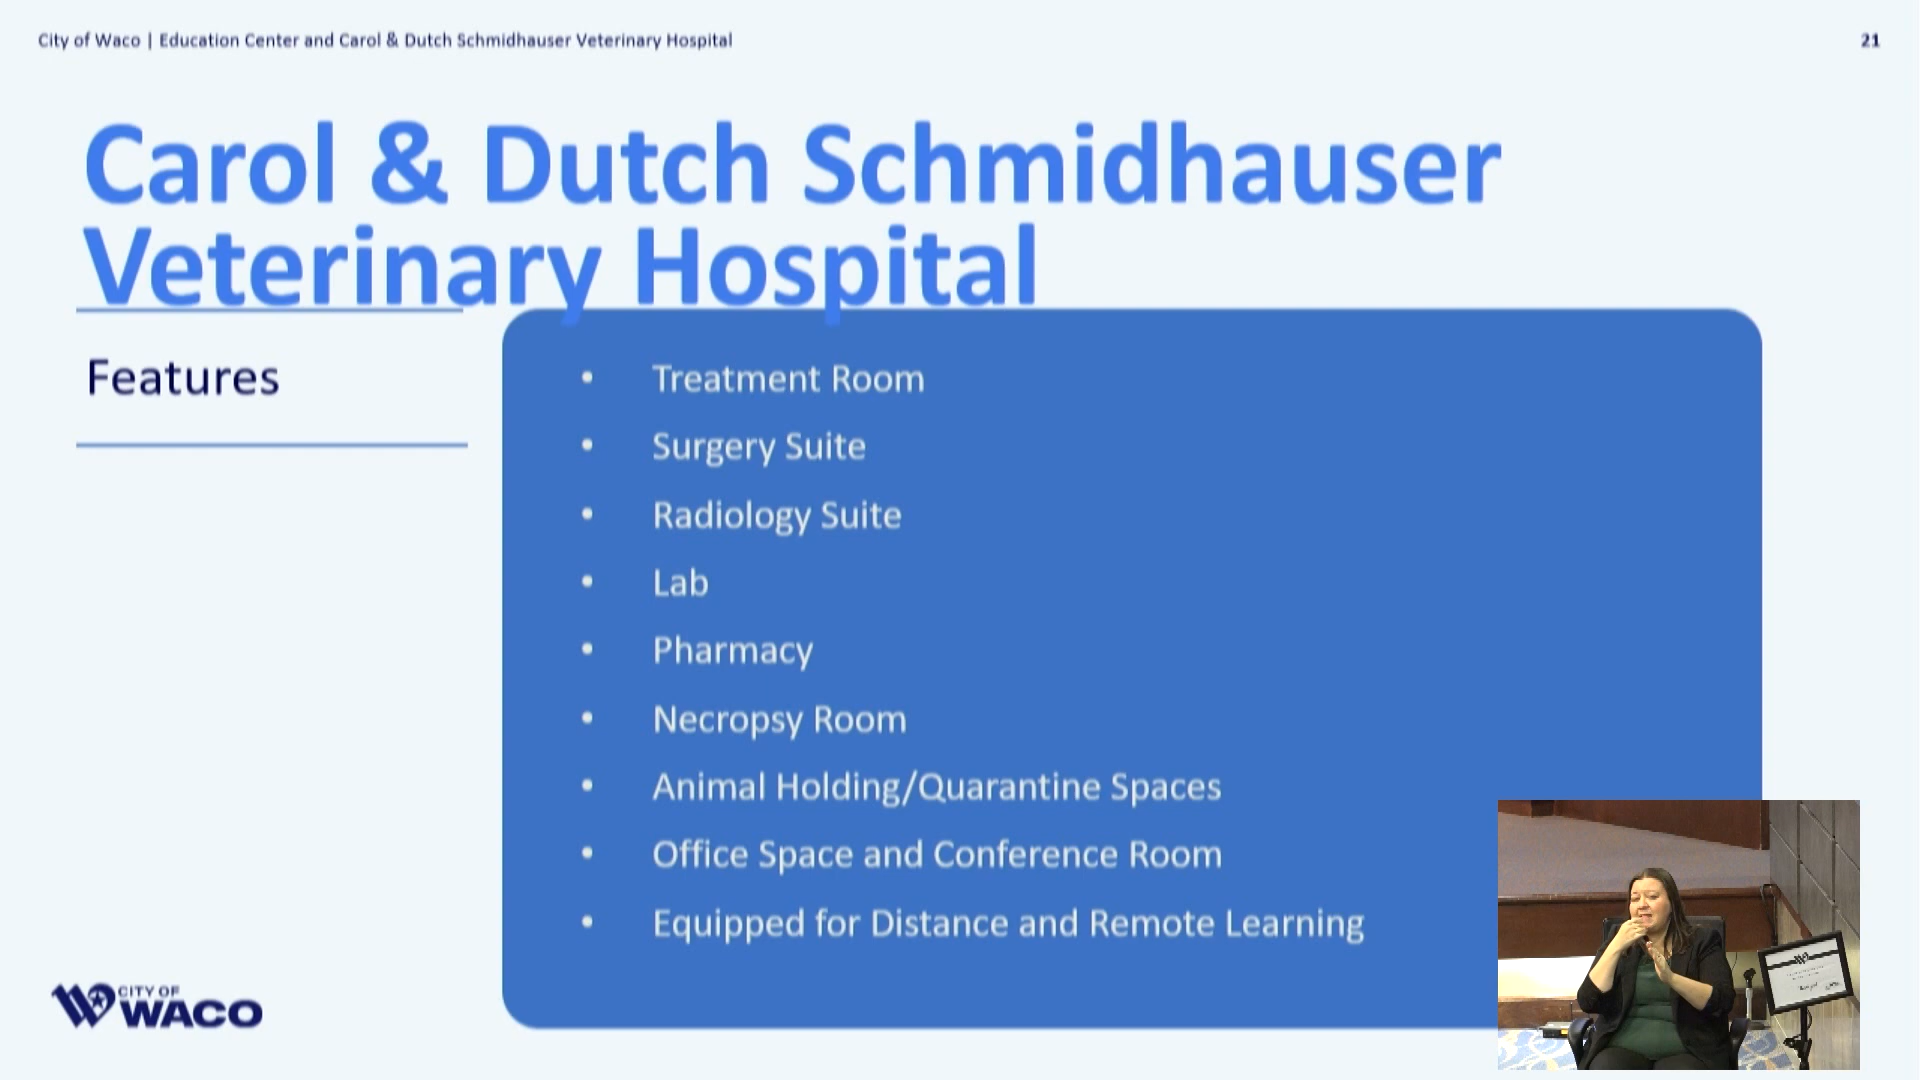 City of Waco | Education Center and Carol & Dutch Schmidhauser Veterinary Hospital
21
Carol & Dutch Schmidhauser
Veterinary Hospital
Features
• Treatment Room
• Surgery Suite
• Radiology Suite
• Lab
• Pharmacy
• Necropsy Room
• Animal Holding/Quarantine Spaces
• Office Space and Conference Room
• Equipped for Distance and Remote Learning
CITY OF
WACO